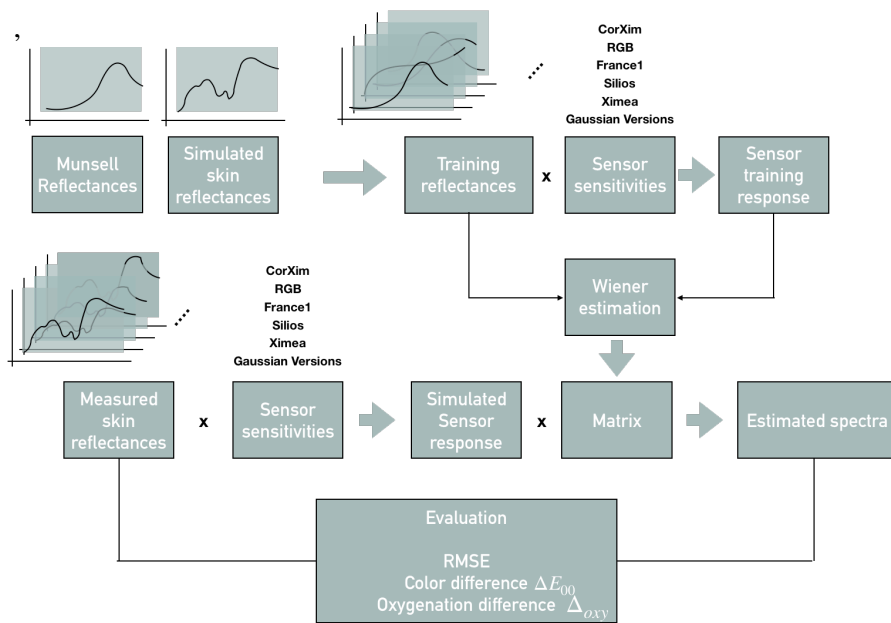 ,
CorXim
RGB
France1
Silios
Ximea
Gaussian Versions
Munsell
Reflectances
Simulated
skin
reflectances
Training
reflectances
x
Sensor
sensitivities
Sensor
training
response
CorXim
RGB
France1
Silios
Ximea
Gaussian Versions
Wiener
estimation
Measured
skin
reflectances
x
Sensor
sensitivities
Simulated
Sensor
response
x
Matrix
Estimated spectra
Evaluation
RMSE
Color difference ΔE₀₀
Oxygenation difference Δₒₓy